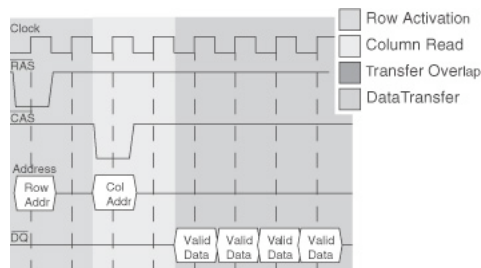 Clock
RAS
CAS
Address
Row
Addr
Col
Addr
DQ
Valid
Data
Valid
Data
Valid
Data
Valid
Data
Row Activation
Column Read
Transfer Overlap
DataTransfer